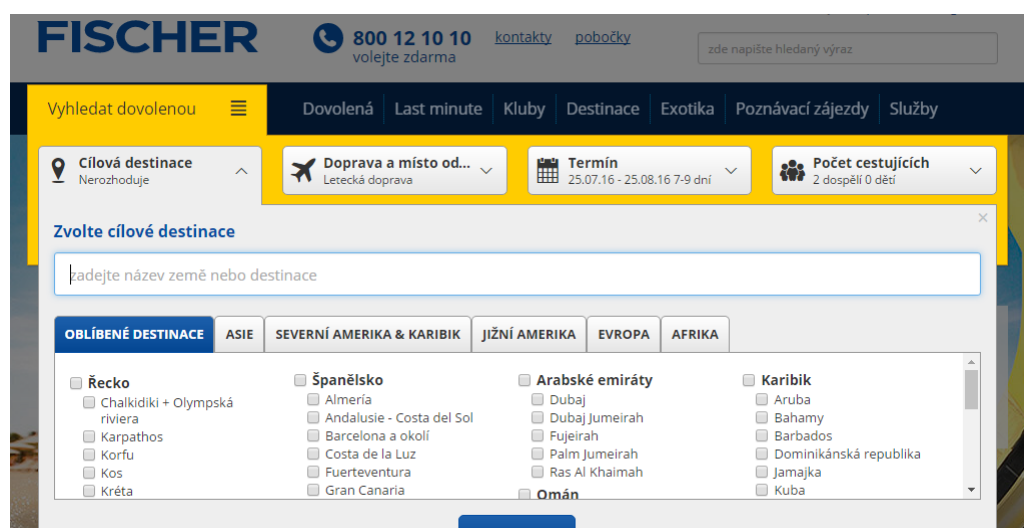 FISCHER
800 12 10 10
volejte zdarma
kontakty
pobočky
zde napište hledaný výraz
Vyhledat dovolenou
Dovolená
Last minute
Kluby
Destinace
Exotika
Poznávací zájezdy
Služby
Cílová destinace
Nerozhoduje
Doprava a místo od...
Letecká doprava
Termín
25.07.16 - 25.08.16 7-9 dní
Počet cestujících
2 dospělí 0 dětí
Zvolte cílové destinace
zadejte název země nebo destinace
OBLÍBENÉ DESTINACE
ASIE
SEVERNÍ AMERIKA & KARIBIK
JIŽNÍ AMERIKA
EVROPA
AFRIKA
Řecko
Chalkidiki + Olympská
riviera
Karpathos
Korfu
Kos
Kréta
Španělsko
Almería
Andalusie - Costa del Sol
Barcelona a okolí
Costa de la Luz
Fuerteventura
Gran Canaria
Arabské emiráty
Dubaj
Dubaj Jumeirah
Fujeirah
Palm Jumeirah
Ras Al Khaimah
Omán
Karibik
Aruba
Bahamy
Barbados
Dominikánská republika
Jamajka
Kuba